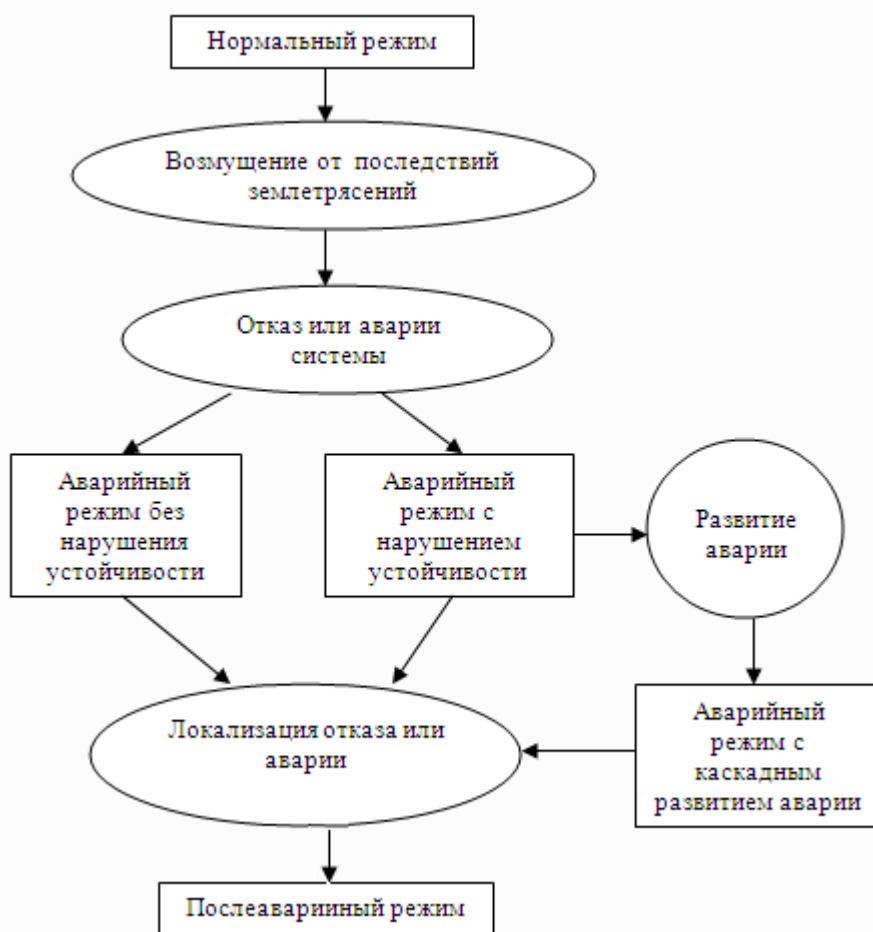 Нормальный режим
Возмущение от последствий
землетрясений
Отказ или аварии
системы
Аварийный
режим без
нарушения
устойчивости
Аварийный
режим с
нарушением
устойчивости
Развитие
аварии
Локализация отказа или
аварии
Аварийный
режим с
каскадным
развитием аварии
Послеаварииный режим